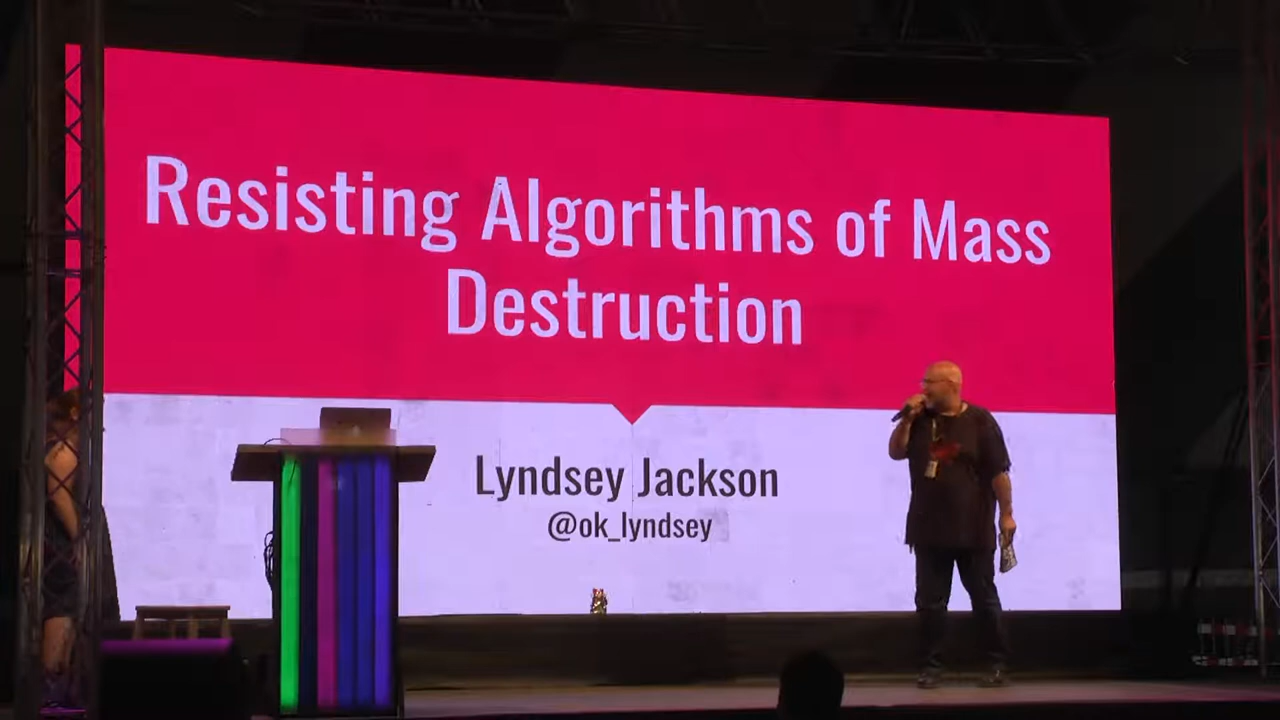 Resisting Algorithms of Mass
Destruction
Lyndsey Jackson
@ok_lyndsey